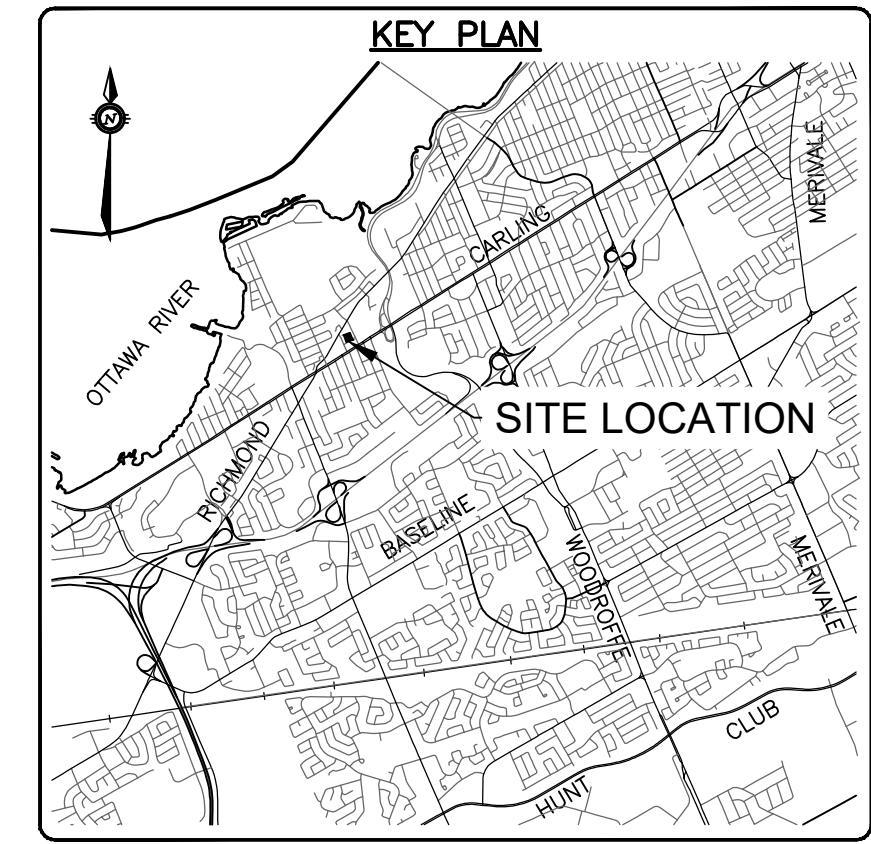 KEY PLAN
N
MERIVALE
CARLING
OTTAWA RIVER
SITE LOCATION
RICHMOND
BASELINE
WOODROFFE
MERIVALE
HUNT CLUB